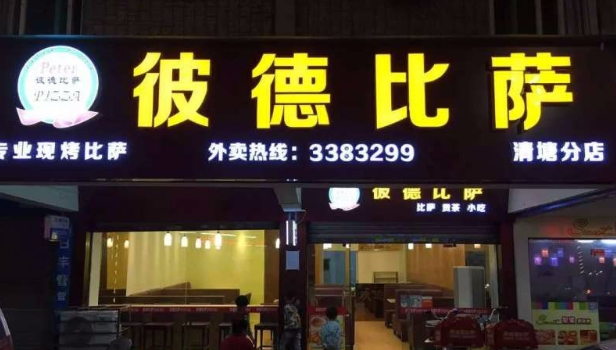 Peter
彼德比萨
PIZZA
彼德比萨
专业现烤比萨
外卖热线：3383299
清塘分店
彼德比萨
比萨 贡茶 小吃